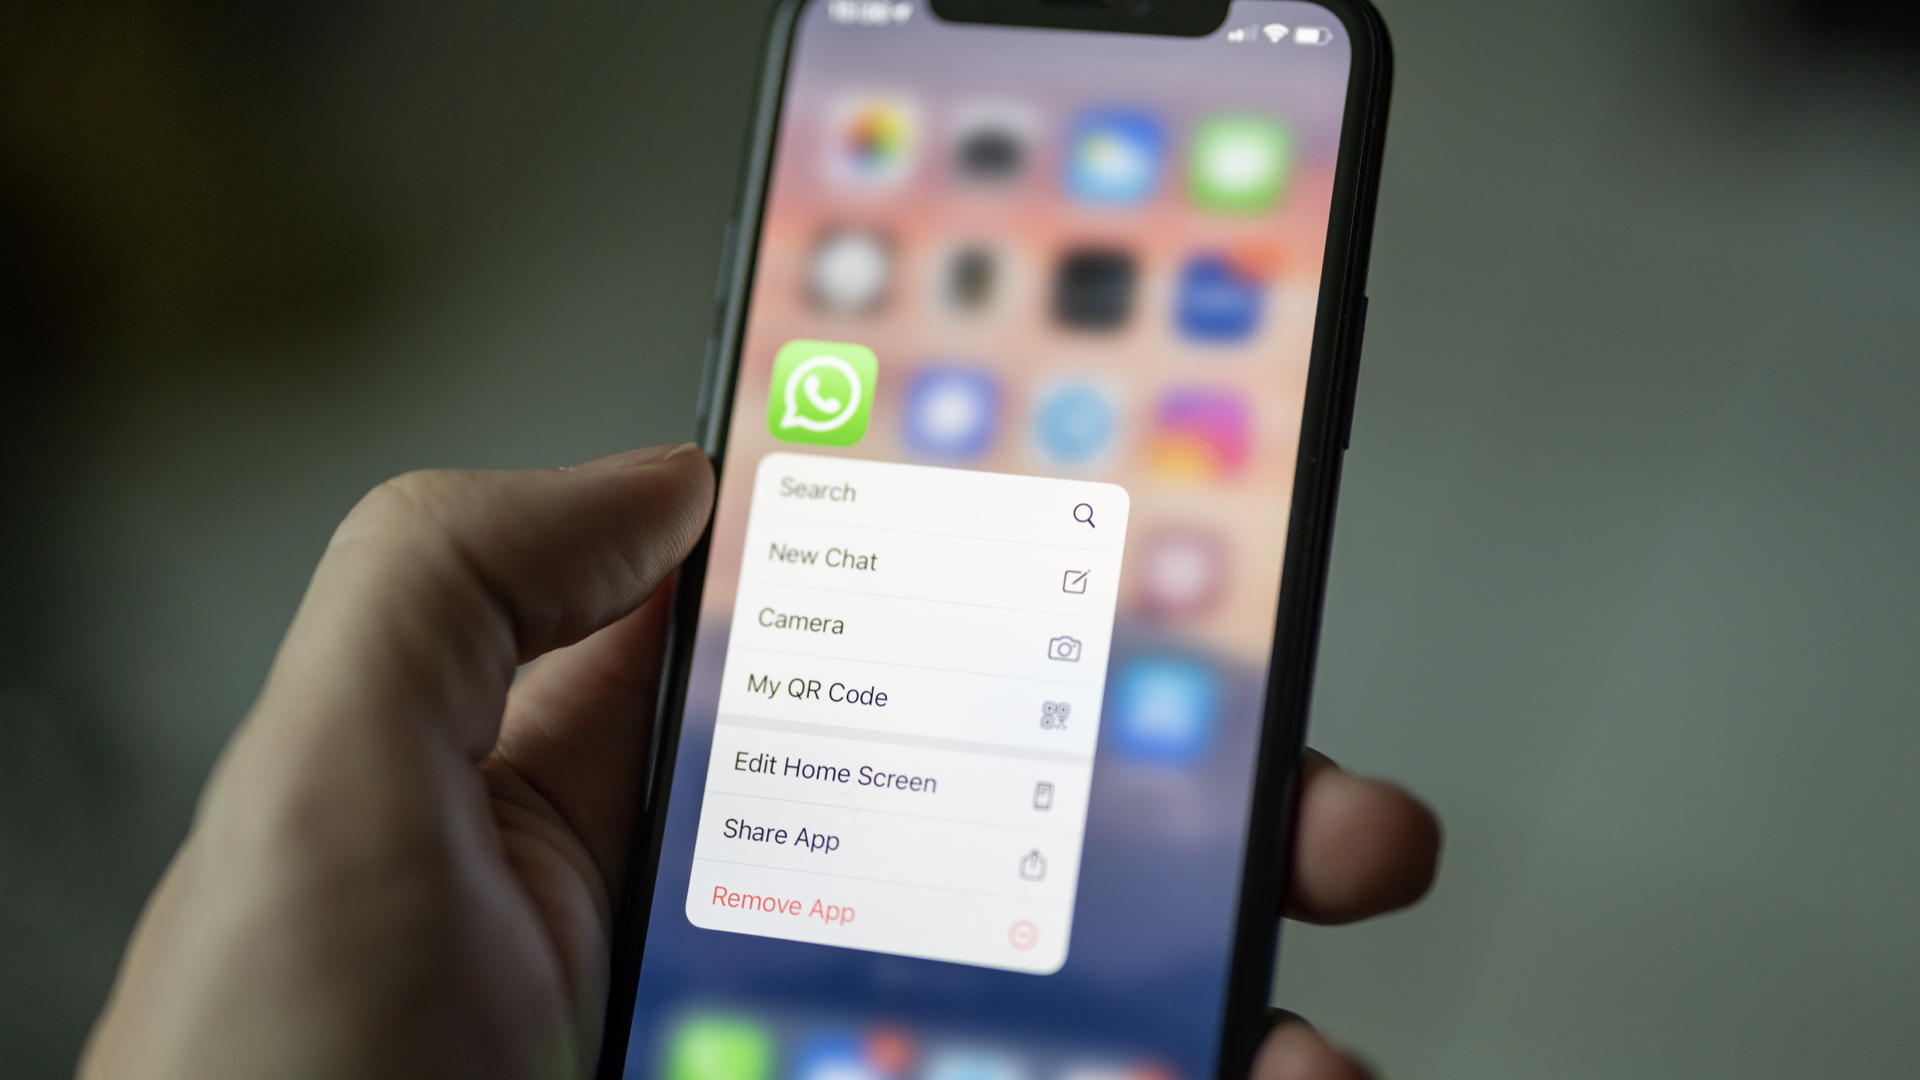 Search
New Chat
Camera
My QR Code
Edit Home Screen
Share App
Remove App